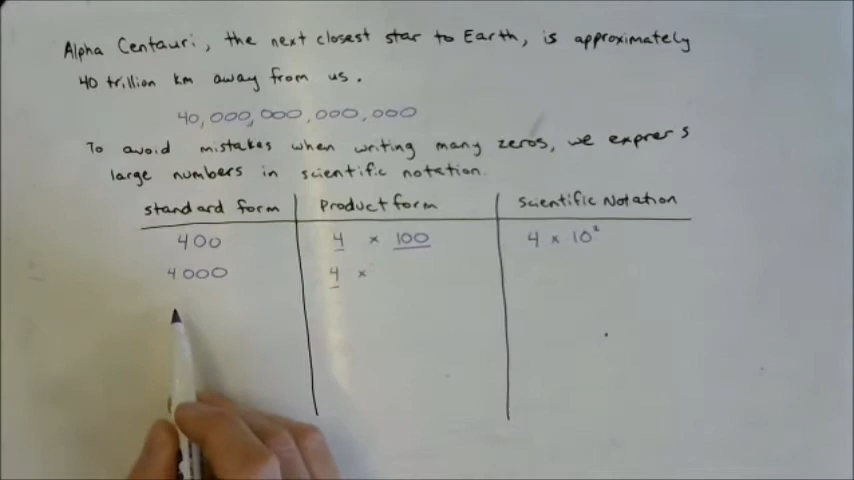 Alpha Centauri, the next closest star to Earth, is approximately
40 trillion km away from us.
40,000,000,000,000
To avoid mistakes when writing many zeros, we express
large numbers in scientific notation.
standard form Product form Scientific Notation
400 4 × 100 4 × 10²
4000 4 ×